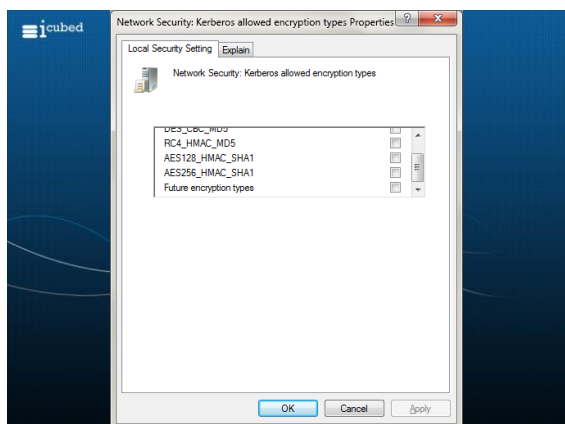 icubed
Network Security: Kerberos allowed encryption types Properties
Local Security Setting Explain
Network Security: Kerberos allowed encryption types
DES_CBC_MD5
RC4_HMAC_MD5
AES128_HMAC_SHA1
AES256_HMAC_SHA1
Future encryption types
OK Cancel Apply